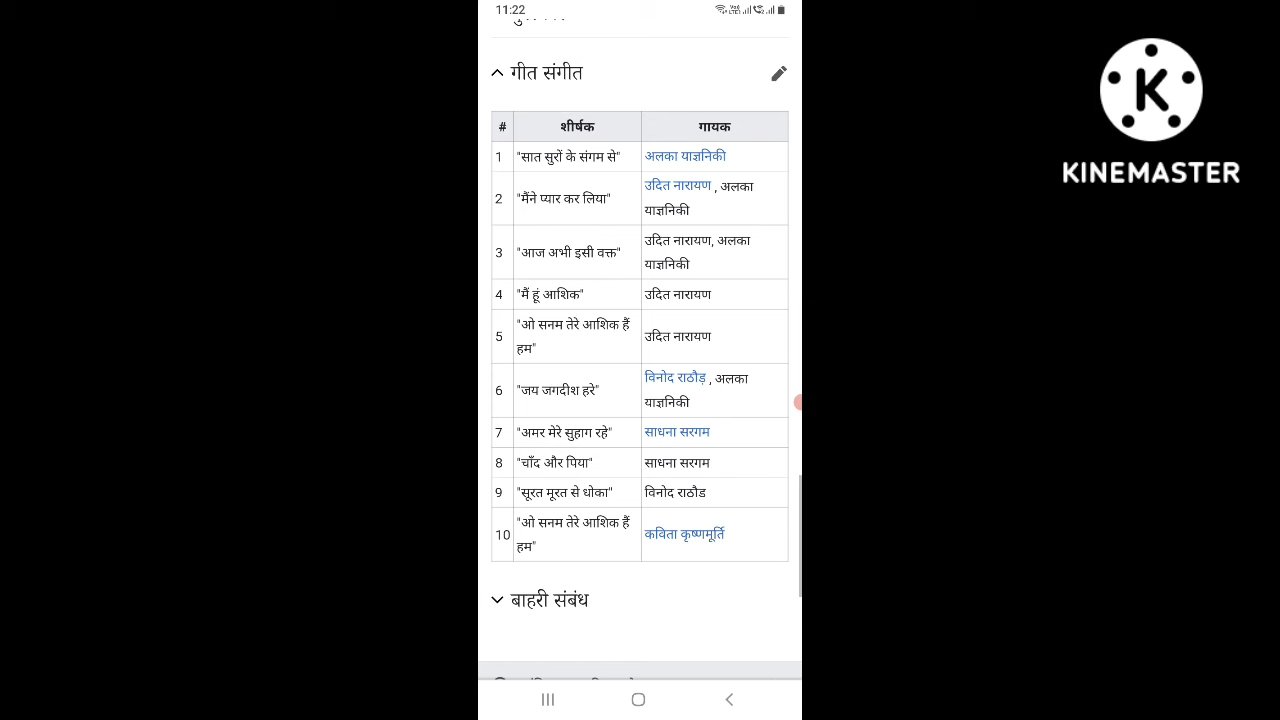 11:22
गीत संगीत
# शीर्षक गायक
1 "सात सुरों के संगम से" अलका याज्ञनिकी
2 "मैंने प्यार कर लिया" उदित नारायण , अलका
याज्ञनिकी
3 "आज अभी इसी वक्त" उदित नारायण, अलका
याज्ञनिकी
4 "मैं हूं आशिक" उदित नारायण
5 "ओ सनम तेरे आशिक हैं
हम" उदित नारायण
6 "जय जगदीश हरे" विनोद राठौड़ , अलका
याज्ञनिकी
7 "अमर मेरे सुहाग रहे" साधना सरगम
8 "चाँद और पिया" साधना सरगम
9 "सूरत मूरत से धोका" विनोद राठौड
10 "ओ सनम तेरे आशिक हैं
हम" कविता कृष्णमूर्ति
बाहरी संबंध
K
KINEMASTER